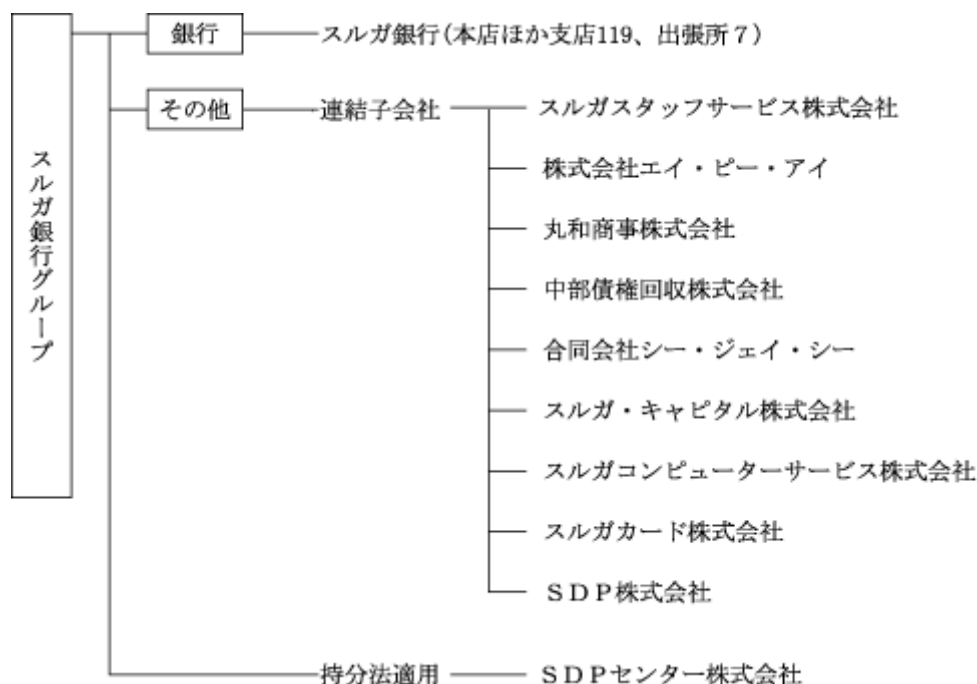 スルガ銀行グループ
銀行
スルガ銀行(本店ほか支店119、出張所７)
その他
連結子会社
スルガスタッフサービス株式会社
株式会社エイ・ピー・アイ
丸和商事株式会社
中部債権回収株式会社
合同会社シー・ジェイ・シー
スルガ・キャピタル株式会社
スルガコンピューターサービス株式会社
スルガカード株式会社
ＳＤＰ株式会社
持分法適用
ＳＤＰセンター株式会社